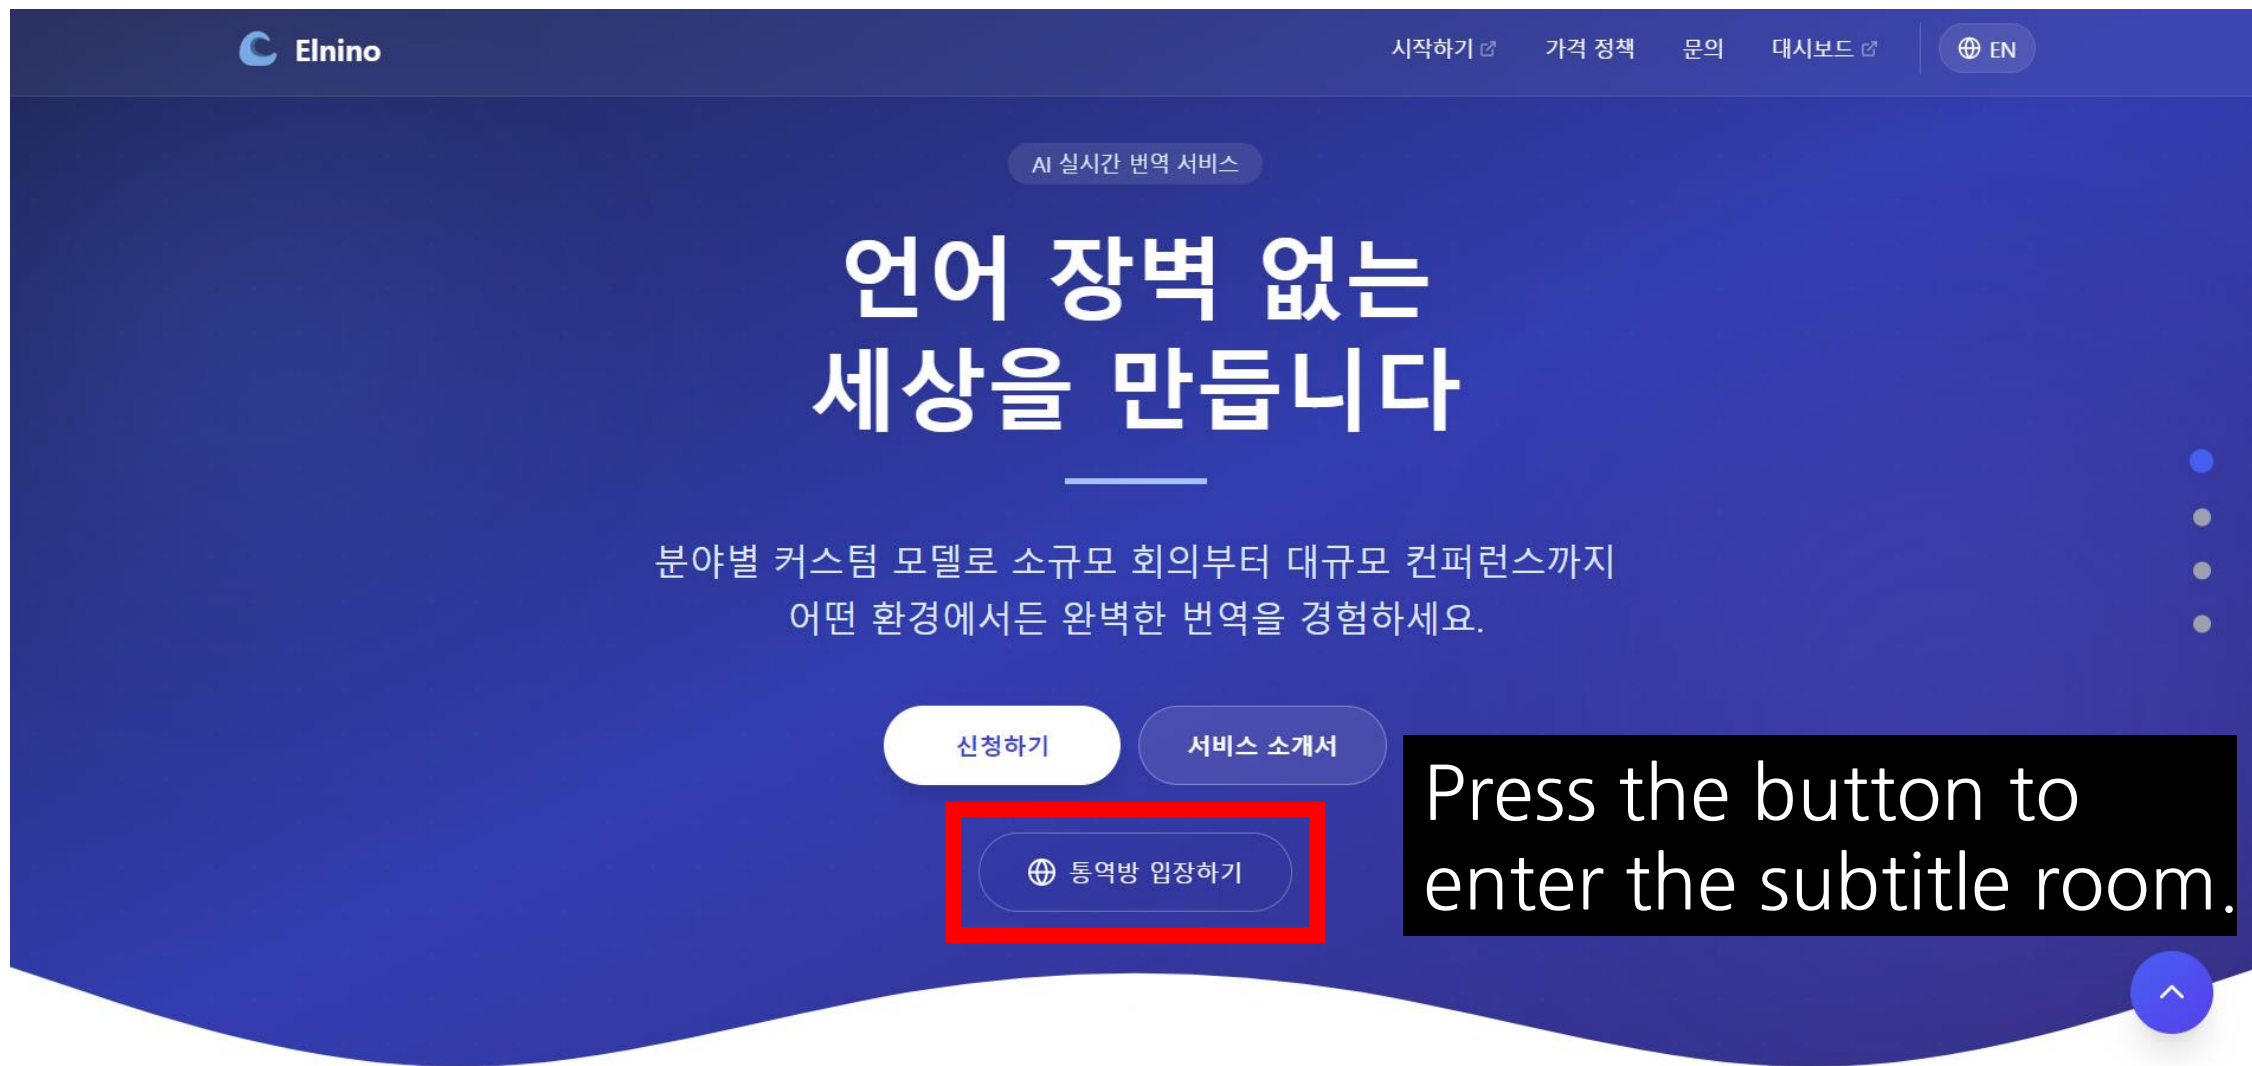 Elnino
시작하기
가격 정책
문의
대시보드
EN
AI 실시간 번역 서비스
언어 장벽 없는
세상을 만듭니다
분야별 커스텀 모델로 소규모 회의부터 대규모 컨퍼런스까지
어떤 환경에서든 완벽한 번역을 경험하세요.
신청하기
서비스 소개서
통역방 입장하기
Press the button to
enter the subtitle room.